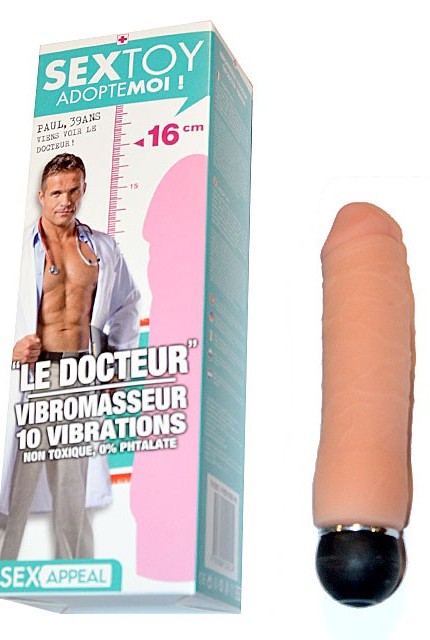 SEXTOY
ADOPTEMOI !
PAUL, 39ANS
VIENS VOIR LE
DOCTEUR!
16 cm
15
"LE DOCTEUR"
VIBROMASSEUR
10 VIBRATIONS
NON TOXIQUE, 0% PHTALATE
SEX APPEAL